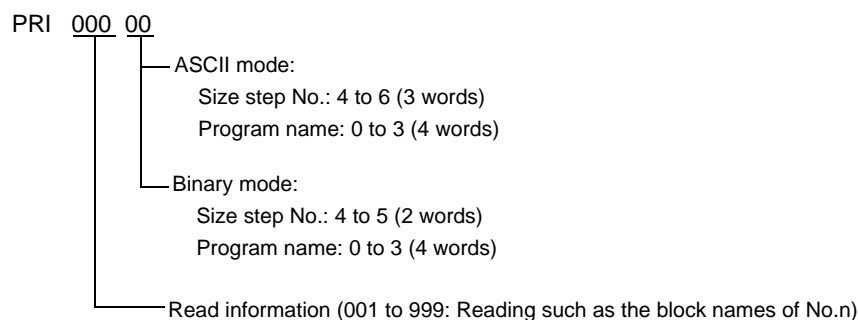 PRI 000 00
ASCII mode:
Size step No.: 4 to 6 (3 words)
Program name: 0 to 3 (4 words)
Binary mode:
Size step No.: 4 to 5 (2 words)
Program name: 0 to 3 (4 words)
Read information (001 to 999: Reading such as the block names of No.n)